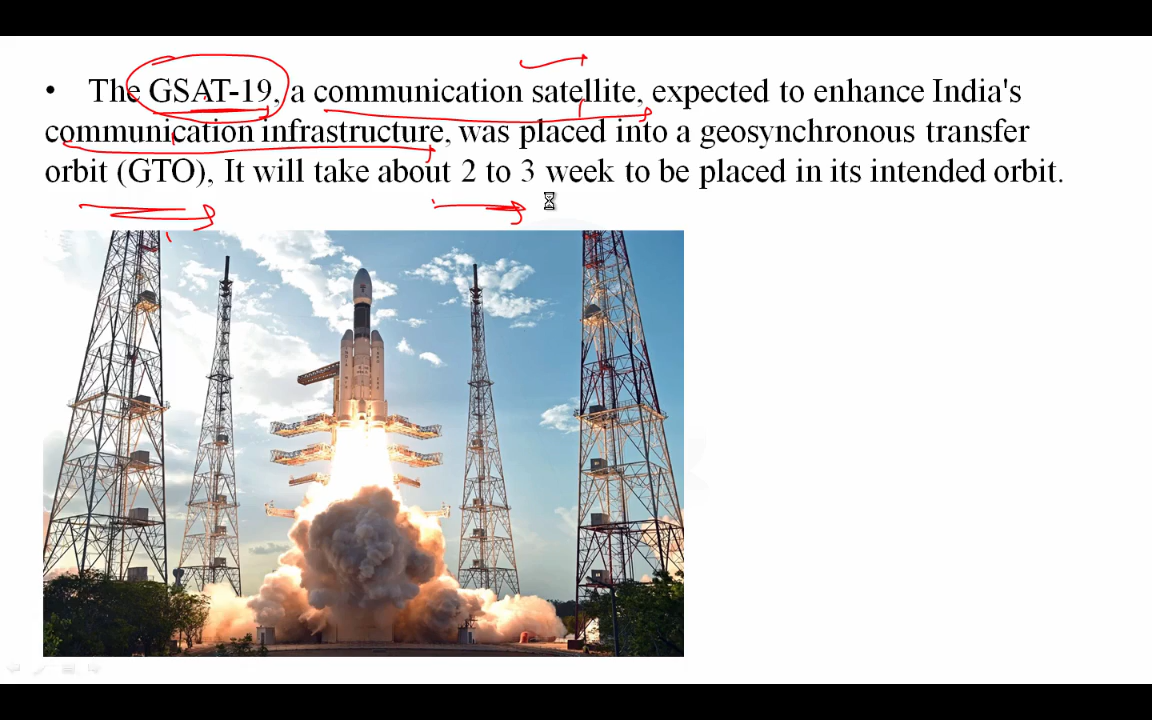 • The GSAT-19, a communication satellite, expected to enhance India's
communication infrastructure, was placed into a geosynchronous transfer
orbit (GTO), It will take about 2 to 3 week to be placed in its intended orbit.